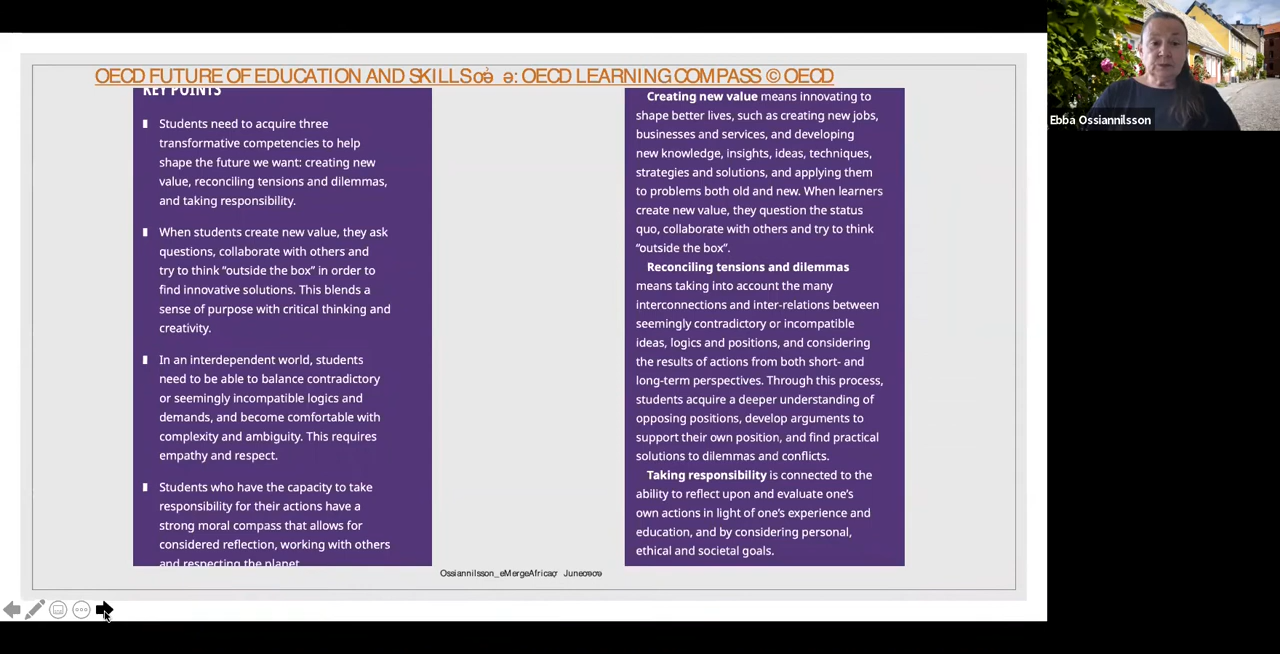 OECD FUTURE OF EDUCATION AND SKILLS : OECD LEARNING COMPASS © OECD
KEY POINTS
Students need to acquire three
transformative competencies to help
shape the future we want: creating new
value, reconciling tensions and dilemmas,
and taking responsibility.
When students create new value, they ask
questions, collaborate with others and
try to think “outside the box” in order to
find innovative solutions. This blends a
sense of purpose with critical thinking and
creativity.
In an interdependent world, students
need to be able to balance contradictory
or seemingly incompatible logics and
demands, and become comfortable with
complexity and ambiguity. This requires
empathy and respect.
Students who have the capacity to take
responsibility for their actions have a
strong moral compass that allows for
considered reflection, working with others
and respecting the planet
Creating new value means innovating to
shape better lives, such as creating new jobs,
businesses and services, and developing
new knowledge, insights, ideas, techniques,
strategies and solutions, and applying them
to problems both old and new. When learners
create new value, they question the status
quo, collaborate with others and try to think
“outside the box”.
Reconciling tensions and dilemmas
means taking into account the many
interconnections and inter-relations between
seemingly contradictory or incompatible
ideas, logics and positions, and considering
the results of actions from both short- and
long-term perspectives. Through this process,
students acquire a deeper understanding of
opposing positions, develop arguments to
support their own position, and find practical
solutions to dilemmas and conflicts.
Taking responsibility is connected to the
ability to reflect upon and evaluate one’s
own actions in light of one’s experience and
education, and by considering personal,
ethical and societal goals.
Ossiannilsson_eMergeAfrica June
Ebba Ossiannilsson